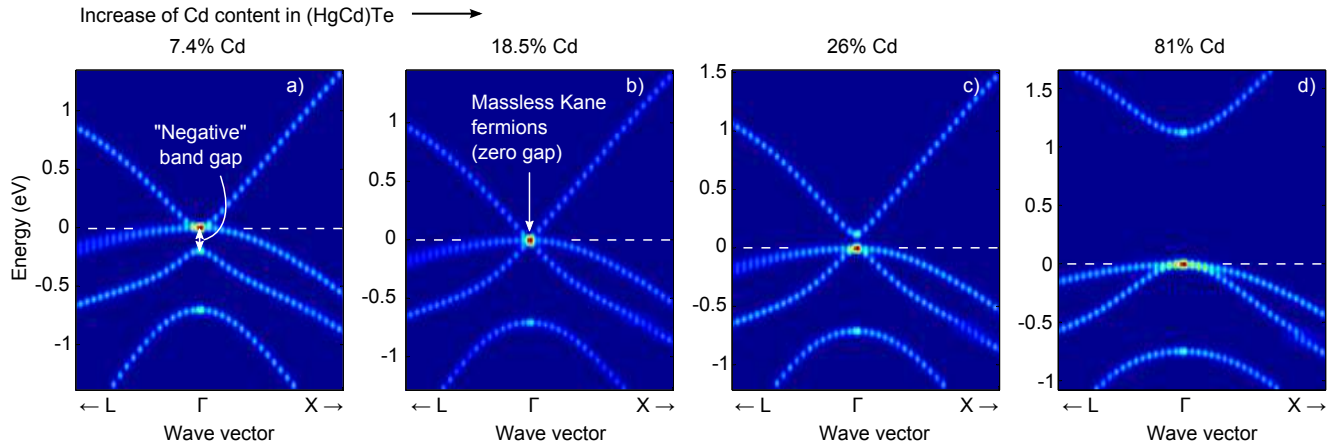 Increase of Cd content in (HgCd)Te
7.4% Cd
18.5% Cd
26% Cd
81% Cd
Energy (eV)
a)
"Negative"
band gap
1
0.5
0
-0.5
-1
← L
Γ
X →
Wave vector
b)
Massless Kane
fermions
(zero gap)
1
0.5
0
-0.5
-1
← L
Γ
X →
Wave vector
c)
1.5
1
0.5
0
-0.5
-1
← L
Γ
X →
Wave vector
d)
1.5
1
0.5
0
-0.5
-1
← L
Γ
X →
Wave vector